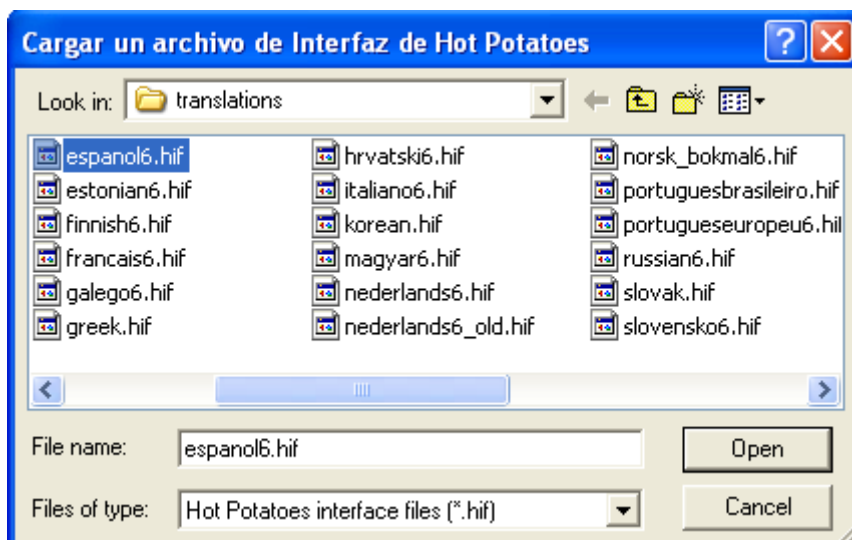 Cargar un archivo de Interfaz de Hot Potatoes
Look in: translations
espanol6.hif
estonian6.hif
finnish6.hif
francais6.hif
galego6.hif
greek.hif
hrvatski6.hif
italiano6.hif
korean.hif
magyar6.hif
nederlands6.hif
nederlands6_old.hif
norsk_bokmal6.hif
portuguesbrasileiro.hif
portugueseuropeu6.hif
russian6.hif
slovak.hif
slovensko6.hif
File name: espanol6.hif
Open
Files of type: Hot Potatoes interface files (*.hif)
Cancel